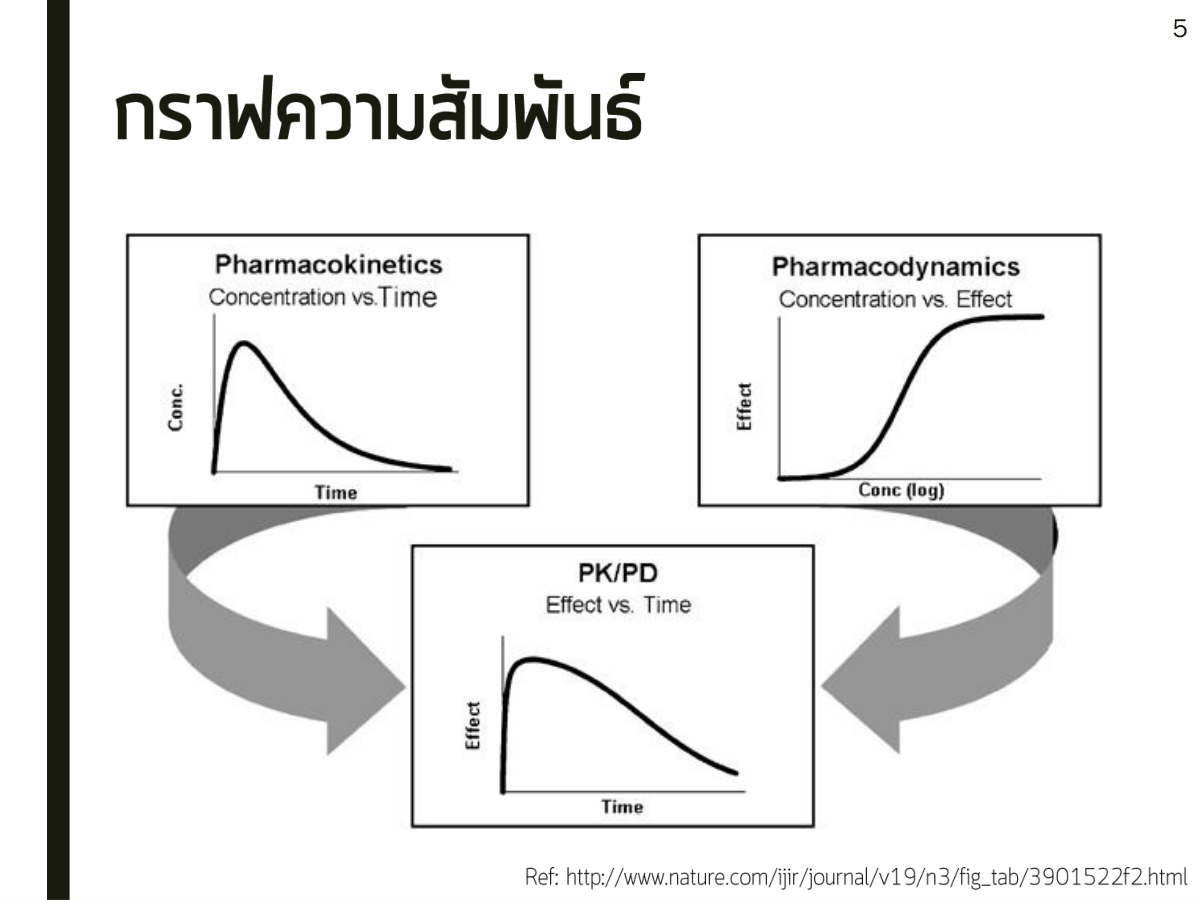 5
กราฟความสัมพันธ์
Pharmacokinetics
Concentration vs.Time
Conc.
Time
Pharmacodynamics
Concentration vs. Effect
Effect
Conc (log)
PK/PD
Effect vs. Time
Effect
Time
Ref: http://www.nature.com/ijir/journal/v19/n3/fig_tab/3901522f2.html